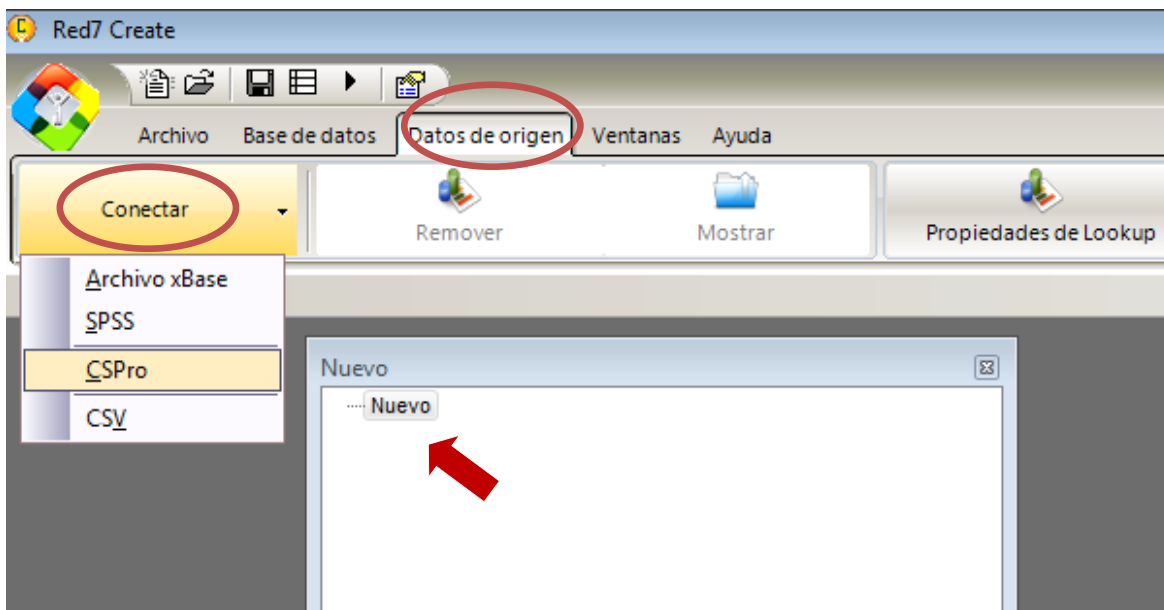 Red7 Create
Archivo Base de datos Datos de origen Ventanas Ayuda
Conectar Remover Mostrar Propiedades de Lookup
Archivo xBase
SPSS
CSPro
CSV
Nuevo
Nuevo